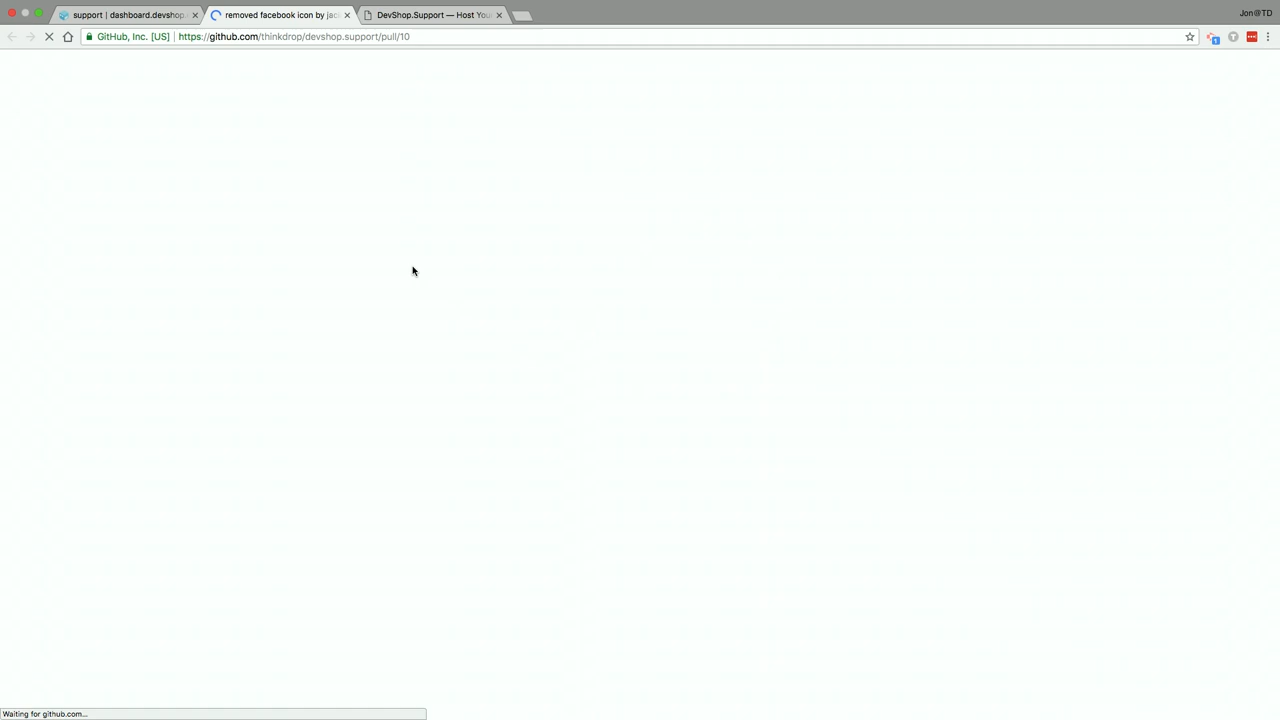 support | dashboard.devshop.
removed facebook icon by jac
DevShop.Support — Host You
Jon@TD
GitHub, Inc. [US] | https://github.com/thinkdrop/devshop.support/pull/10
1
T
Waiting for github.com...